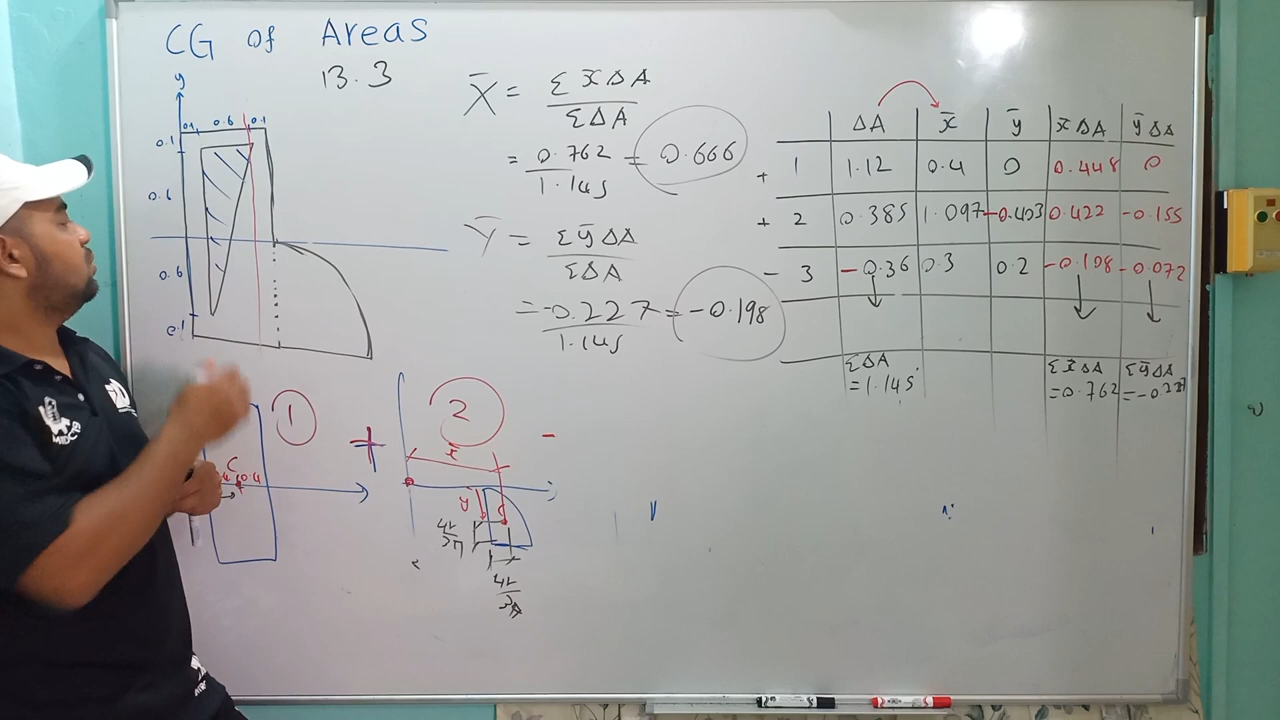 CG of Areas
13.3
y
0.1 0.6 0.1
0.1
0.6
0.6
0.1
X̄ = Σx̄ΔA / ΣΔA
= 0.762 / 1.145 = 0.666
Ȳ = ΣȳΔA / ΣΔA
= -0.227 / 1.145 = -0.198
ΔA x̄ ȳ x̄ΔA ȳΔA
+ 1 1.12 0.4 0 0.448 0
+ 2 0.385 1.097 -0.403 0.422 -0.155
- 3 -0.36 0.3 0.2 -0.108 -0.072
ΣΔA Σx̄ΔA ΣȳΔA
=1.145 =0.762 =-0.227
1
C
0.4
+
2
-
x̄
y
4r/3π
4r/3π
MIDC